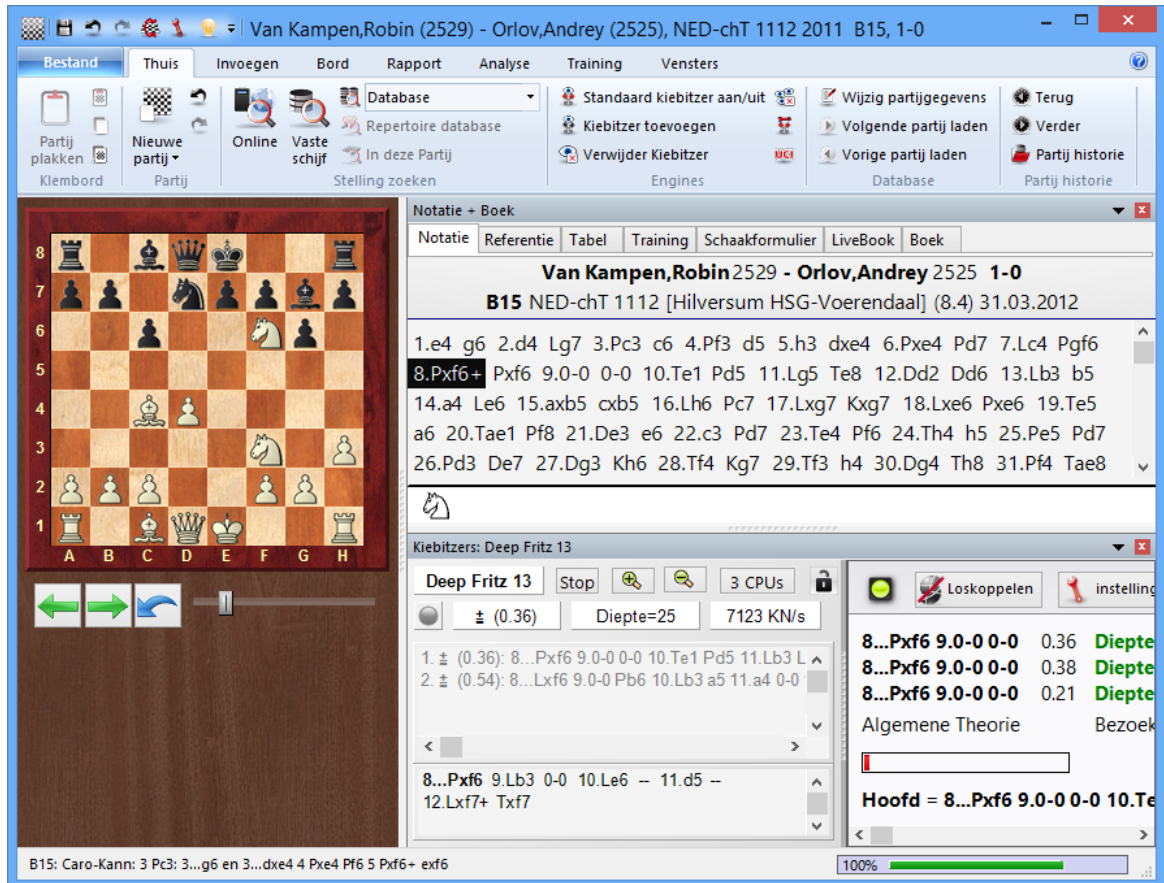 Van Kampen,Robin (2529) - Orlov,Andrey (2525), NED-chT 1112 2011  B15, 1-0
Bestand Thuis Invoegen Bord Rapport Analyse Training Vensters
Partij plakken
Klembord
Nieuwe partij
Partij
Online
Vaste schijf
Database
Repertoire database
In deze Partij
Stelling zoeken
Standaard kiebitzer aan/uit
Kiebitzer toevoegen
Verwijder Kiebitzer
UCI
Engines
Wijzig partijgegevens
Volgende partij laden
Vorige partij laden
Database
Terug
Verder
Partij historie
Partij historie
8
7
6
5
4
3
2
1
A B C D E F G H
Notatie + Boek
Notatie Referentie Tabel Training Schaakformulier LiveBook Boek
Van Kampen,Robin 2529 - Orlov,Andrey 2525 1-0
B15 NED-chT 1112 [Hilversum HSG-Voerendaal] (8.4) 31.03.2012
1.e4 g6 2.d4 Lg7 3.Pc3 c6 4.Pf3 d5 5.h3 dxe4 6.Pxe4 Pd7 7.Lc4 Pgf6
8.Pxf6+ Pxf6 9.0-0 0-0 10.Te1 Pd5 11.Lg5 Te8 12.Dd2 Dd6 13.Lb3 b5
14.a4 Le6 15.axb5 cxb5 16.Lh6 Pc7 17.Lxg7 Kxg7 18.Lxe6 Pxe6 19.Te5
a6 20.Tae1 Pf8 21.De3 e6 22.c3 Pd7 23.Te4 Pf6 24.Th4 h5 25.Pe5 Pd7
26.Pd3 De7 27.Dg3 Kh6 28.Tf4 Kg7 29.Tf3 h4 30.Dg4 Th8 31.Pf4 Tae8
Kiebitzers: Deep Fritz 13
Deep Fritz 13 Stop 3 CPUs
± (0.36) Diepte=25 7123 KN/s
1. ± (0.36): 8...Pxf6 9.0-0 0-0 10.Te1 Pd5 11.Lb3 L
2. ± (0.54): 8...Lxf6 9.0-0 Pb6 10.Lb3 a5 11.a4 0-0
8...Pxf6 9.Lb3 0-0 10.Le6 -- 11.d5 --
12.Lxf7+ Txf7
Loskoppelen instelling
8...Pxf6 9.0-0 0-0 0.36 Diepte
8...Pxf6 9.0-0 0-0 0.38 Diepte
8...Pxf6 9.0-0 0-0 0.21 Diepte
Algemene Theorie Bezoek
Hoofd = 8...Pxf6 9.0-0 0-0 10.Te
B15: Caro-Kann: 3 Pc3: 3...g6 en 3...dxe4 4 Pxe4 Pf6 5 Pxf6+ exf6
100%